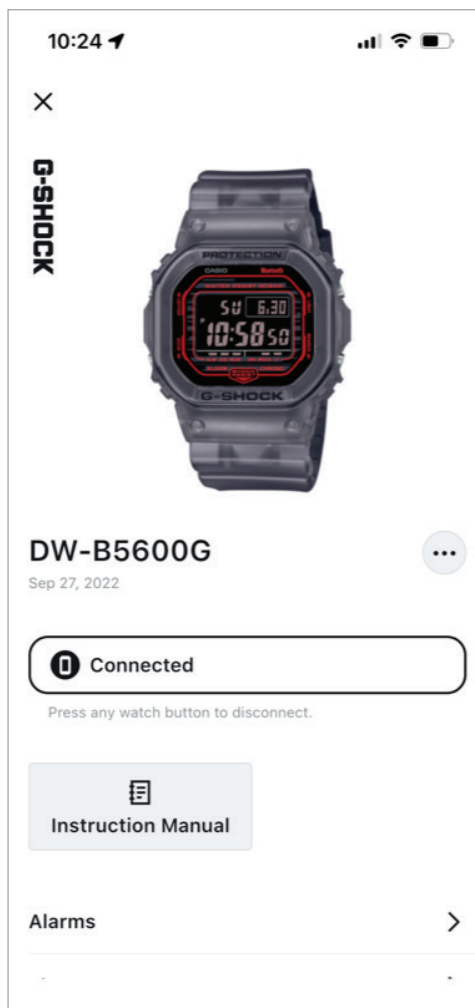 10:24
G-SHOCK
PROTECTION
CASIO
Bluetooth
SU 6.30
10:58 50
G-SHOCK
DW-B5600G
Sep 27, 2022
Connected
Press any watch button to disconnect.
Instruction Manual
Alarms